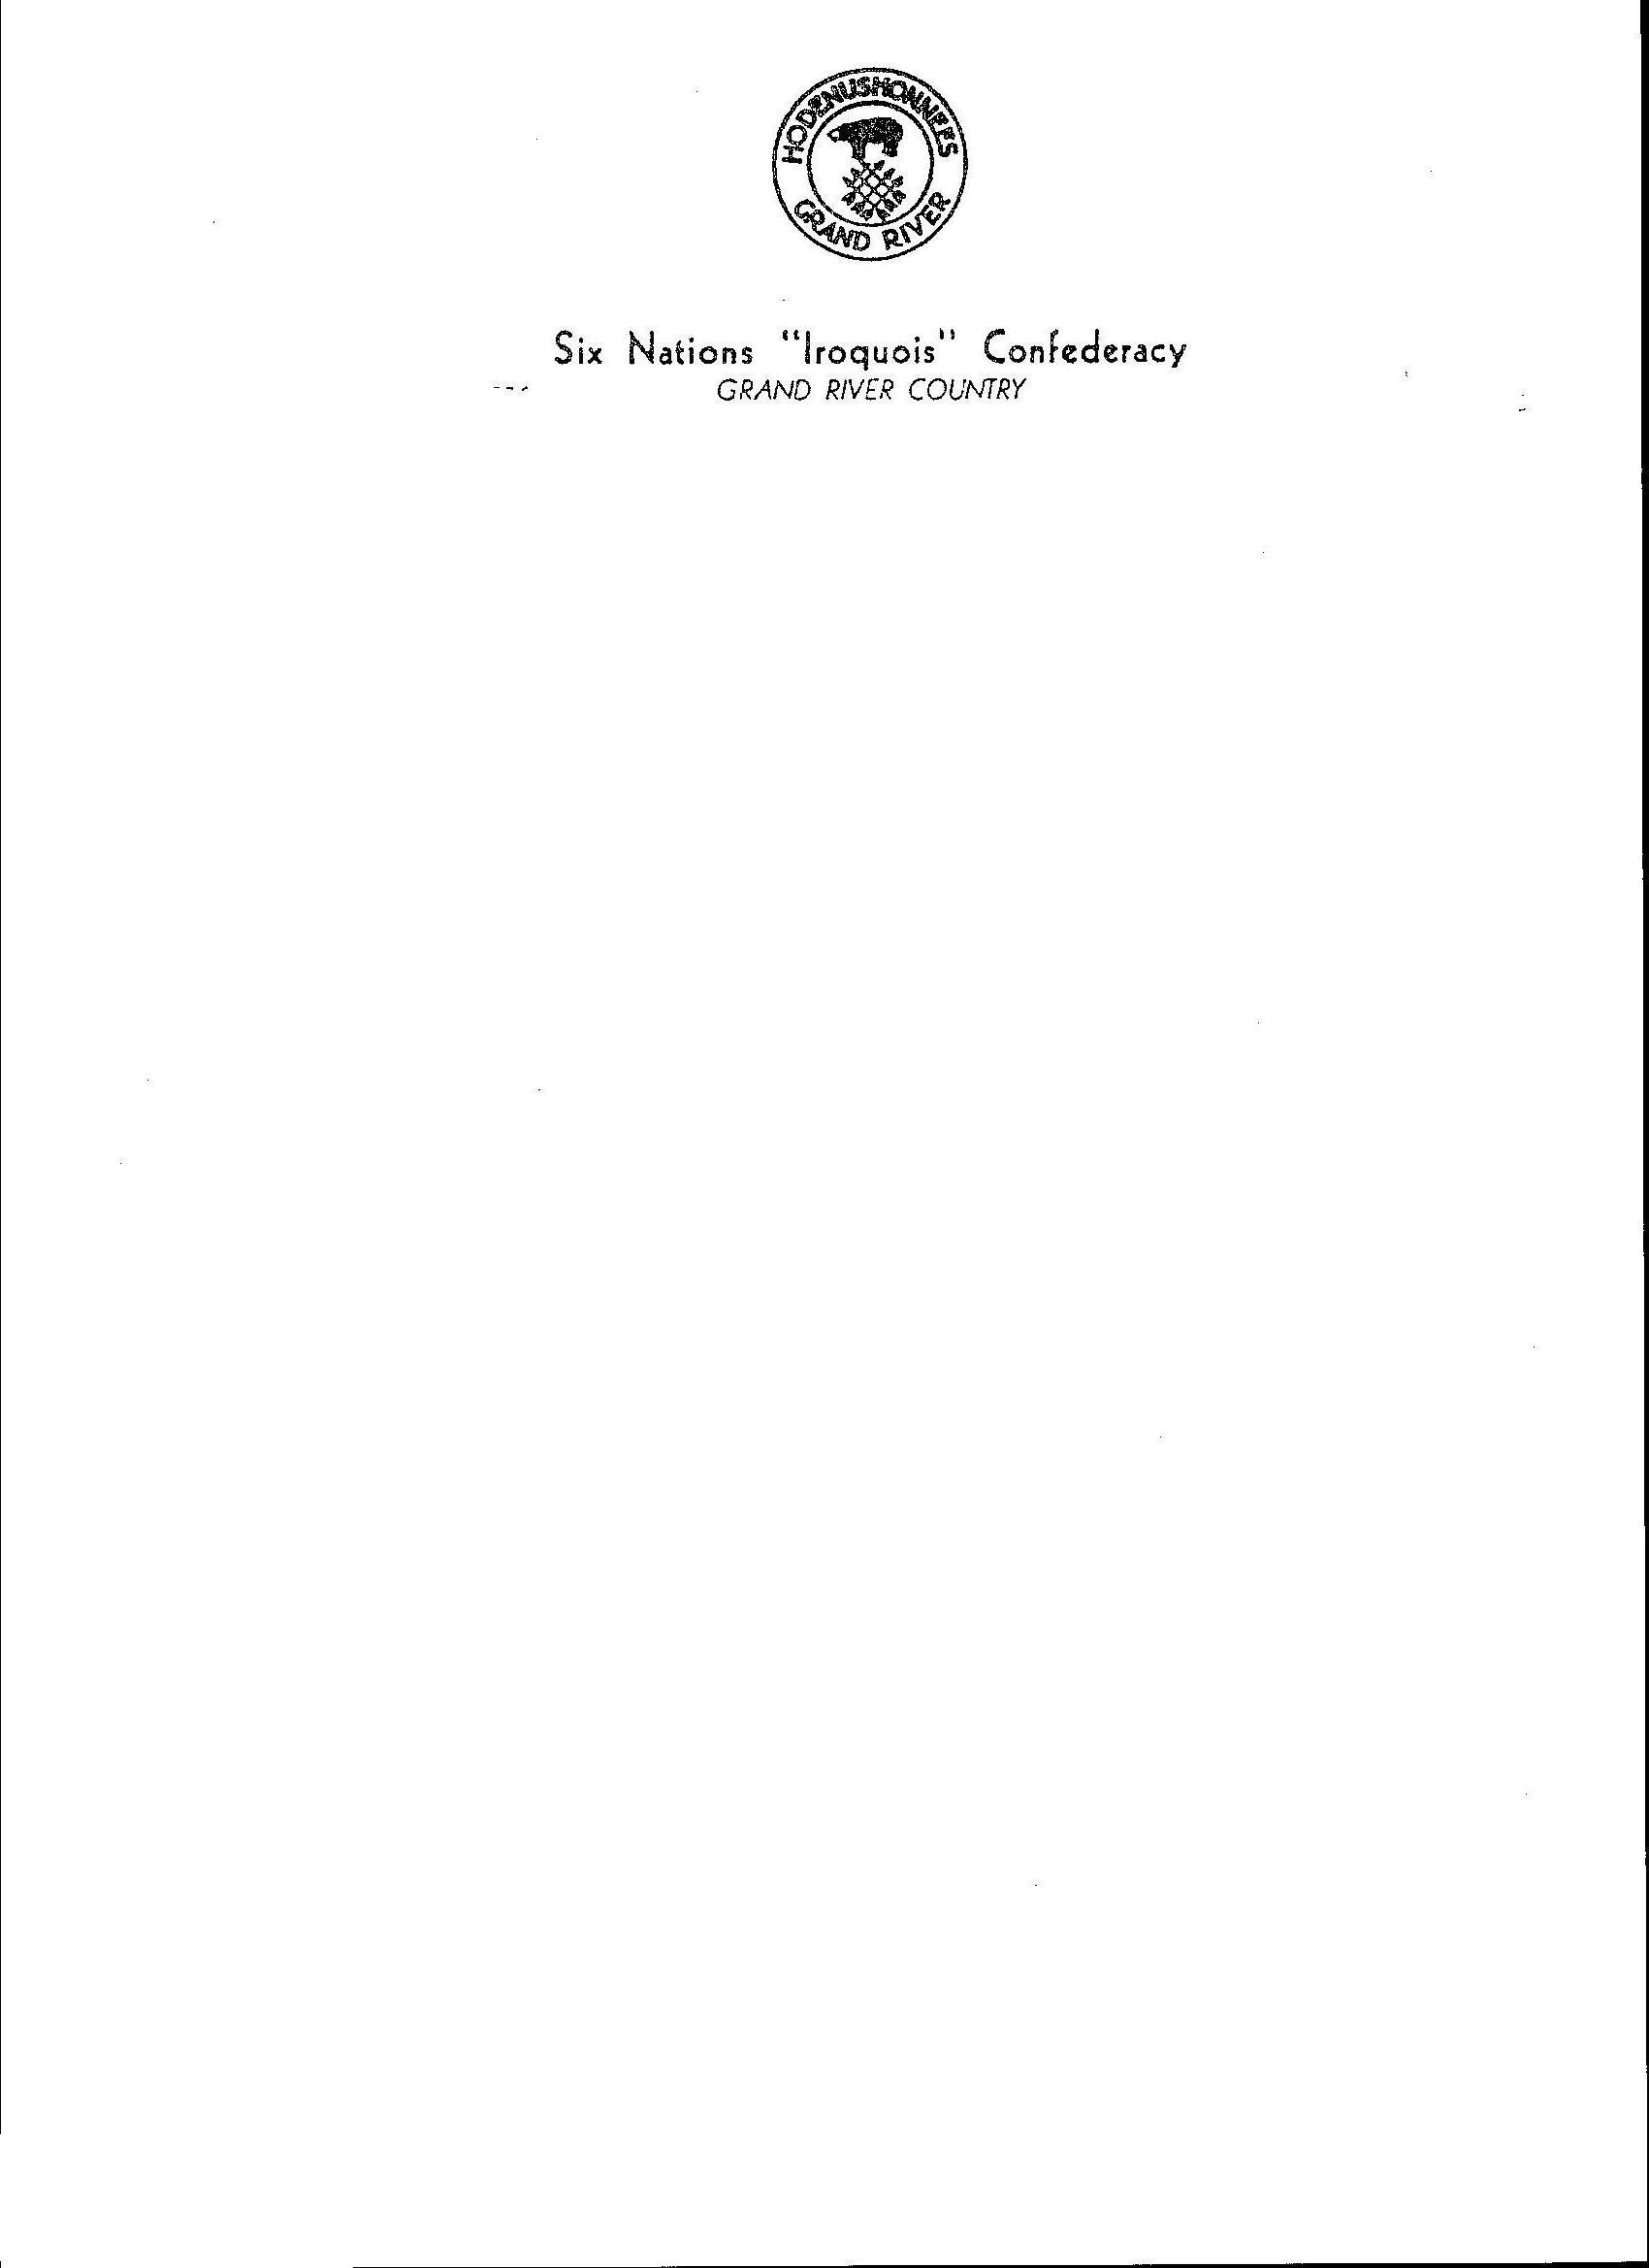 HODENUSHONNEES
GRAND RIVER
Six Nations "Iroquois" Confederacy
GRAND RIVER COUNTRY